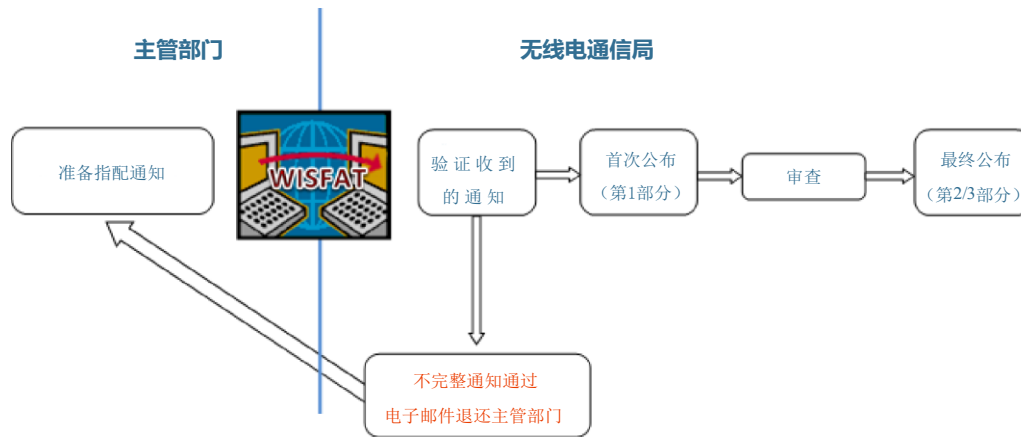 主管部门
无线电通信局
准备指配通知
WISFAT
验证收到
的通知
首次公布
（第1部分）
审查
最终公布
（第2/3部分）
不完整通知通过
电子邮件退还主管部门